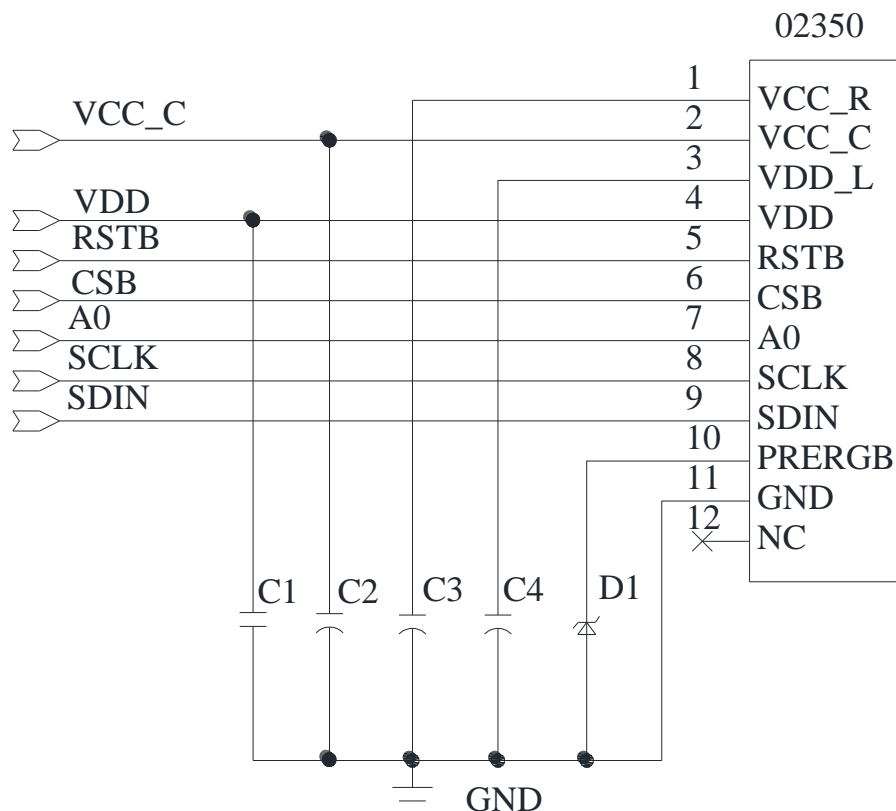 02350
1
VCC_R
VCC_C
2
VCC_C
3
VDD_L
VDD
4
VDD
RSTB
5
RSTB
CSB
6
CSB
A0
7
A0
SCLK
8
SCLK
SDIN
9
SDIN
10
PRERGB
11
GND
12
NC
C1
C2
C3
C4
D1
GND